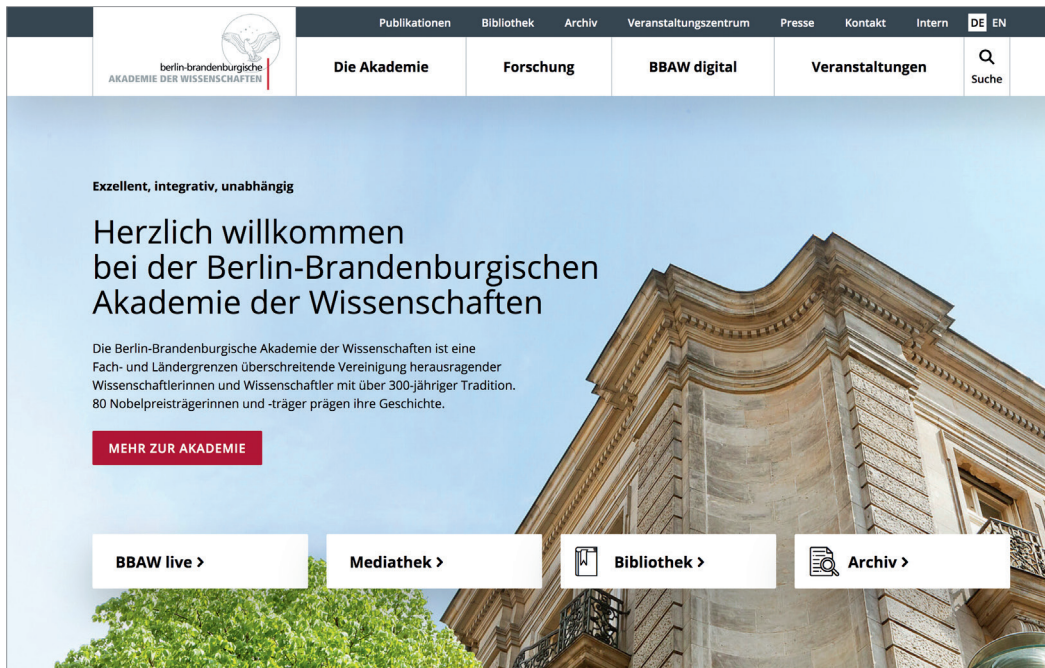 Publikationen Bibliothek Archiv Veranstaltungszentrum Presse Kontakt Intern DE EN
berlin-brandenburgische
AKADEMIE DER WISSENSCHAFTEN
Die Akademie Forschung BBAW digital Veranstaltungen Suche
Exzellent, integrativ, unabhängig
Herzlich willkommen
bei der Berlin-Brandenburgischen
Akademie der Wissenschaften
Die Berlin-Brandenburgische Akademie der Wissenschaften ist eine
Fach- und Ländergrenzen überschreitende Vereinigung herausragender
Wissenschaftlerinnen und Wissenschaftler mit über 300-jähriger Tradition.
80 Nobelpreisträgerinnen und -träger prägen ihre Geschichte.
MEHR ZUR AKADEMIE
BBAW live > Mediathek > Bibliothek > Archiv >